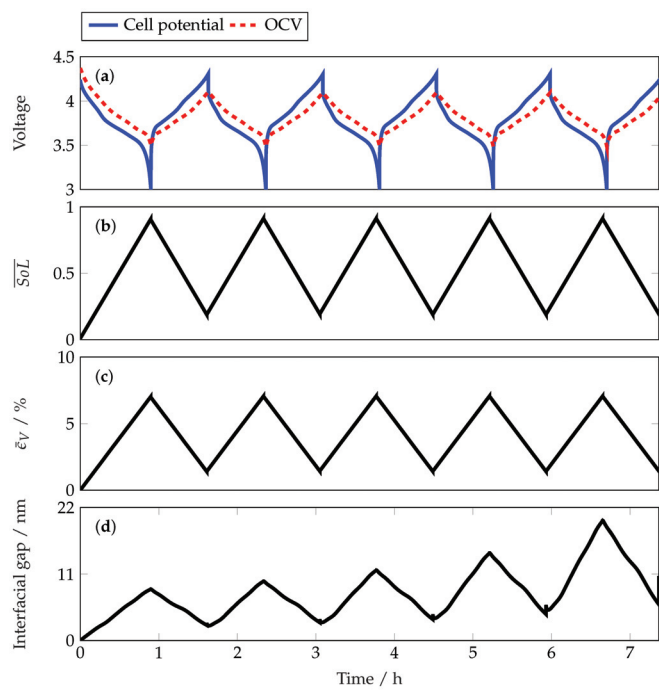 Cell potential OCV
(a)
4.5
4
3.5
3
Voltage
(b)
1
0.5
0
SoL
(c)
10
5
0
ε̄V / %
(d)
22
11
0
Interfacial gap / nm
0 1 2 3 4 5 6 7
Time / h